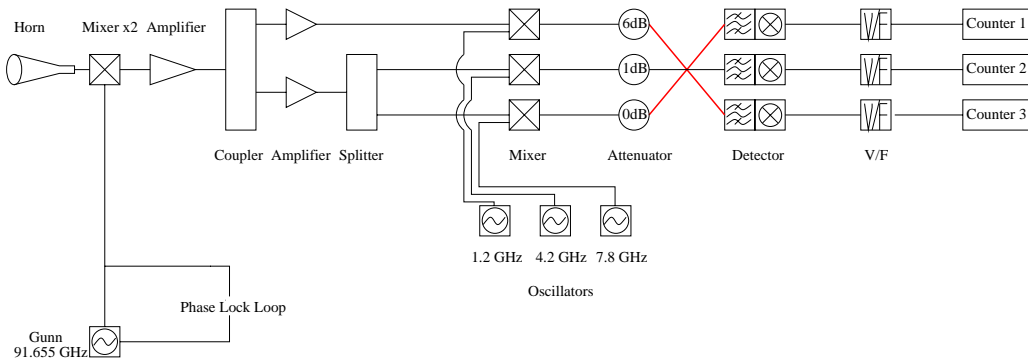 Horn
Mixer x2
Amplifier
6dB
Counter 1
1dB
Counter 2
0dB
Counter 3
Coupler
Amplifier
Splitter
Mixer
Attenuator
Detector
V/F
1.2 GHz
4.2 GHz
7.8 GHz
Oscillators
Phase Lock Loop
Gunn
91.655 GHz